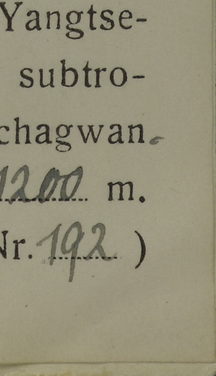 Yangtse-
subtro-
chagwan.
1200 m.
Nr. 192 )